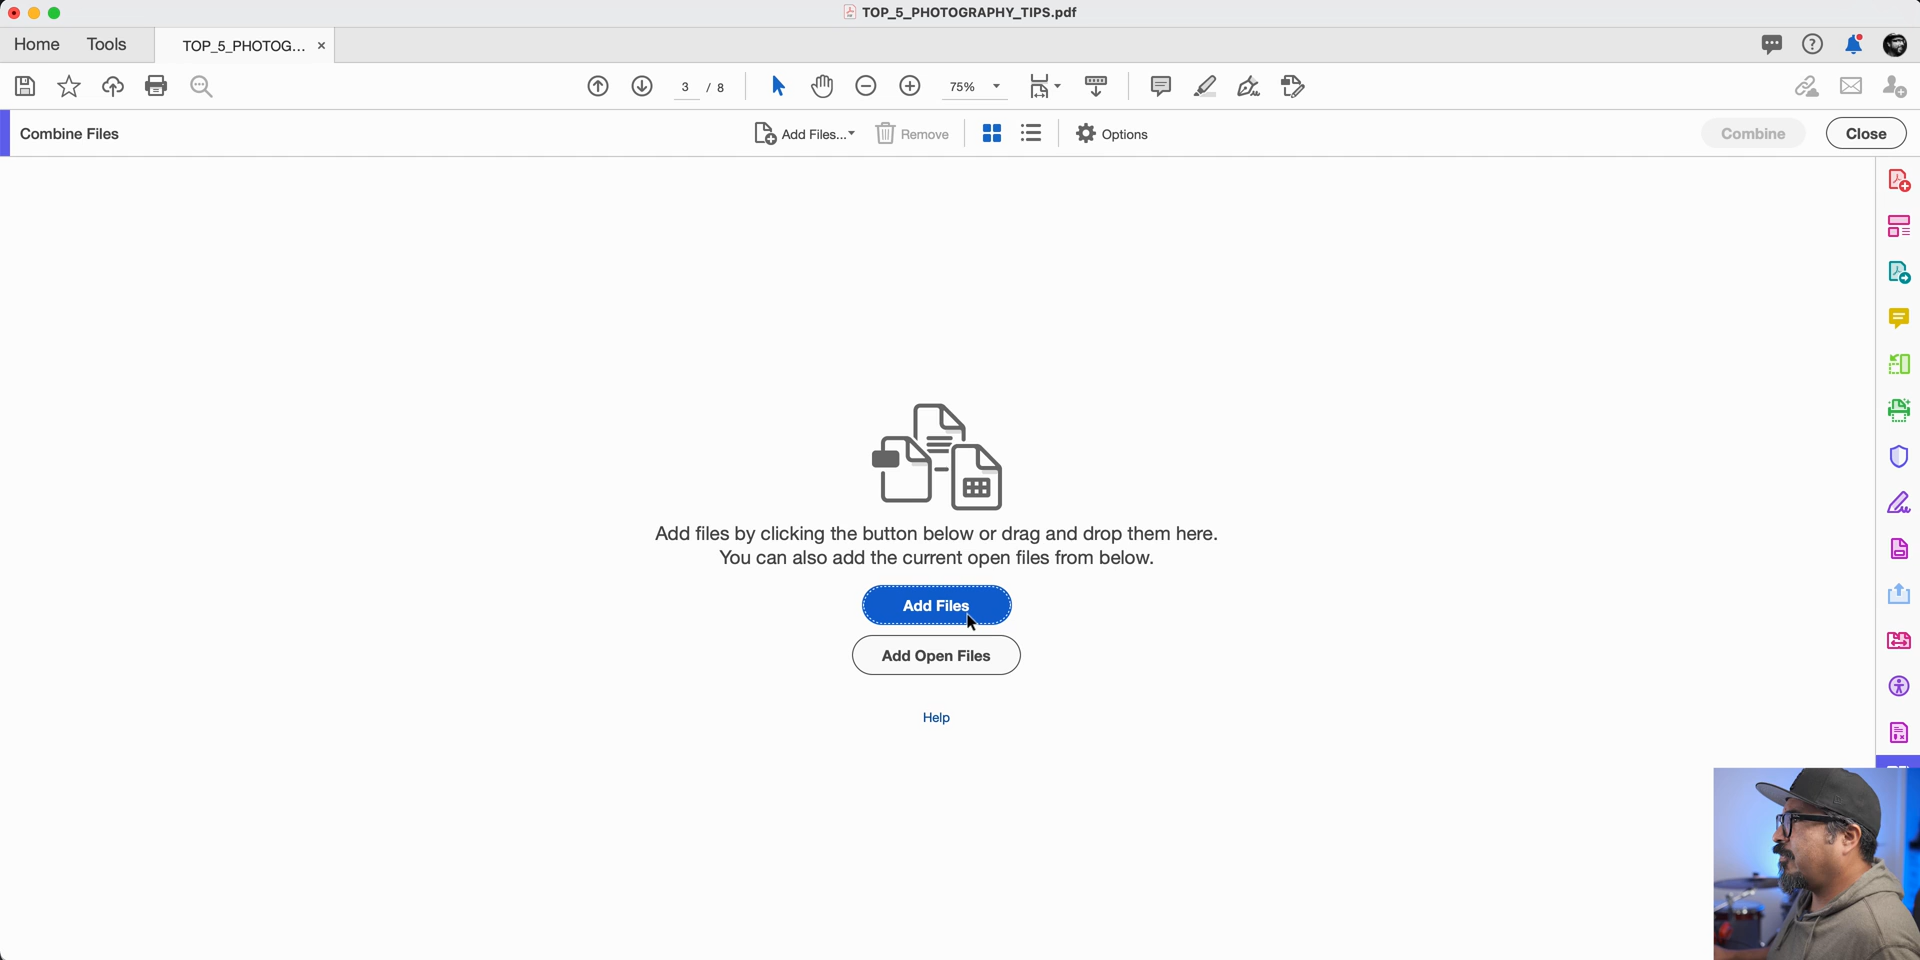 TOP_5_PHOTOGRAPHY_TIPS.pdf
Home Tools TOP_5_PHOTOG... ×
3 / 8 75%
Combine Files Add Files... Remove Options Combine Close
Add files by clicking the button below or drag and drop them here.
You can also add the current open files from below.
Add Files
Add Open Files
Help